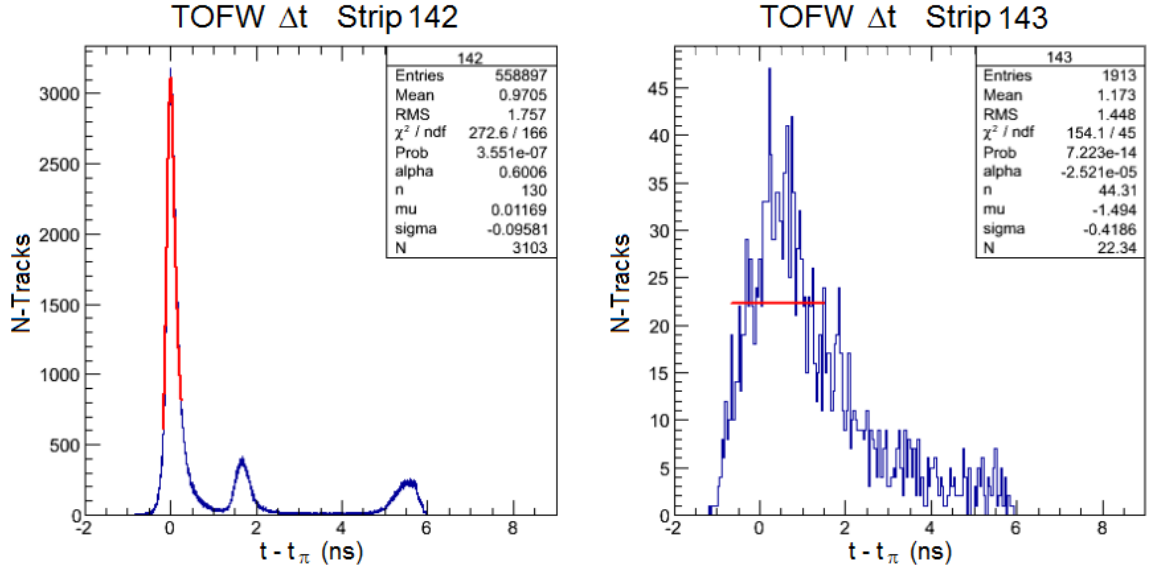 TOFW Δt Strip 142
142
Entries 558897
Mean 0.9705
RMS 1.757
χ² / ndf 272.6 / 166
Prob 3.551e-07
alpha 0.6006
n 130
mu 0.01169
sigma -0.09581
N 3103
N-Tracks
3000
2500
2000
1500
3000
500
0
-2 0 2 4 6 8
t - tπ (ns)
TOFW Δt Strip 143
143
Entries 1913
Mean 1.173
RMS 1.448
χ² / ndf 154.1 / 45
Prob 7.223e-14
alpha -2.521e-05
n 44.31
mu -1.494
sigma -0.4186
N 22.34
N-Tracks
45
40
35
30
25
20
15
10
5
0
-2 0 2 4 6 8
t - tπ (ns)